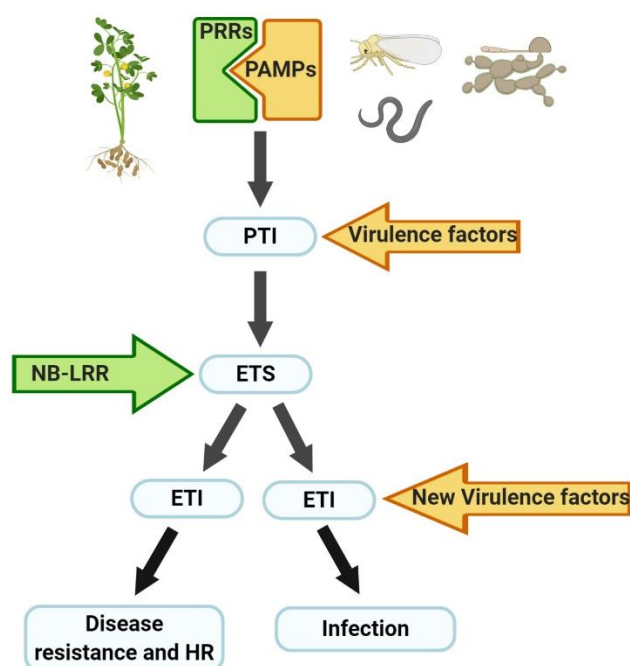 PRRs
PAMPs
PTI
Virulence factors
NB-LRR
ETS
ETI
ETI
New Virulence factors
Disease
resistance and HR
Infection